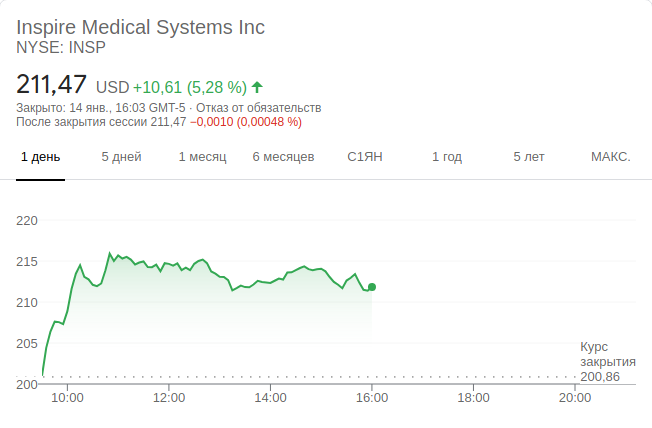 Inspire Medical Systems Inc
NYSE: INSP
211,47 USD +10,61 (5,28 %)
Закрыто: 14 янв., 16:03 GMT-5 · Отказ от обязательств
После закрытия сессии 211,47 −0,0010 (0,00048 %)
1 день 5 дней 1 месяц 6 месяцев С1ЯН 1 год 5 лет МАКС.
220
215
210
205
200
Курс
закрытия
200,86
10:00 12:00 14:00 16:00 18:00 20:00